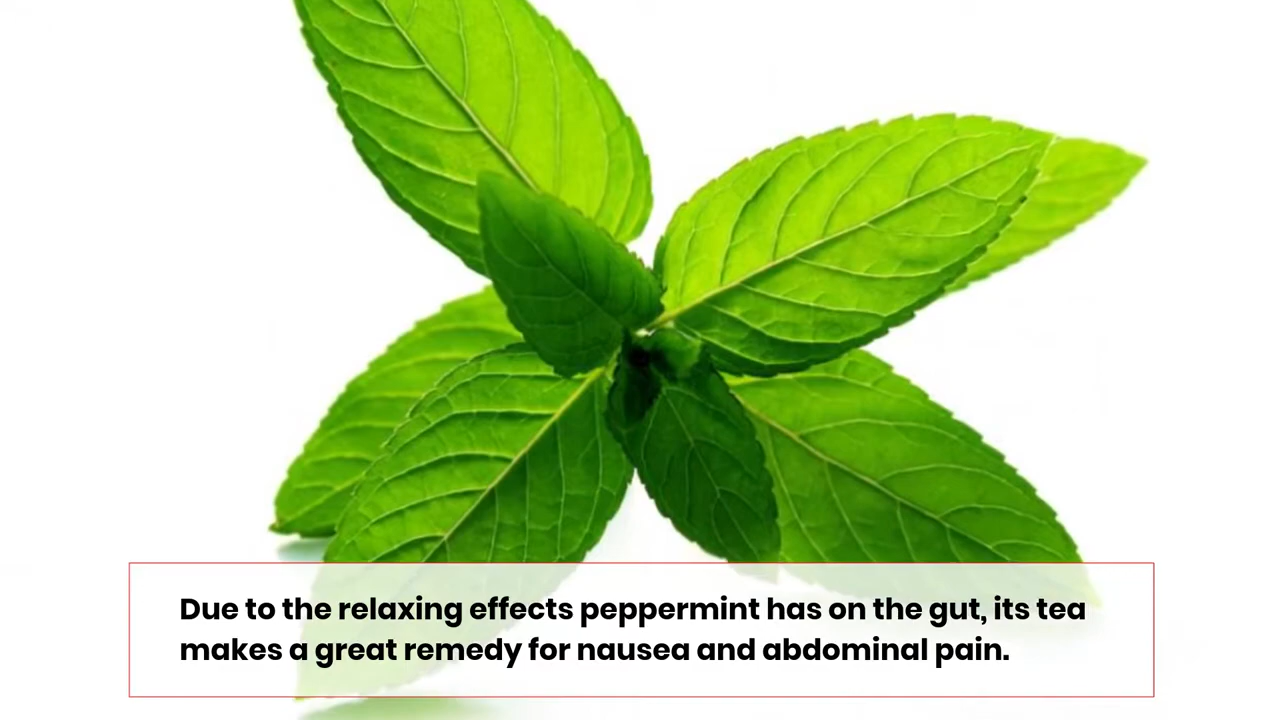 Due to the relaxing effects peppermint has on the gut, its tea
makes a great remedy for nausea and abdominal pain.